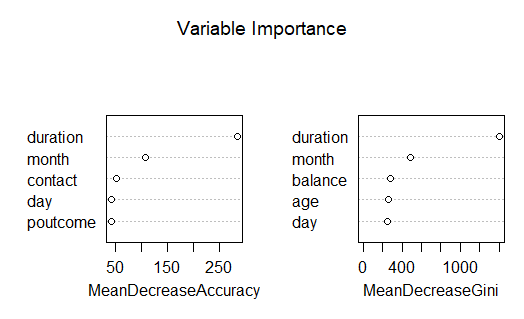 Variable Importance
duration
month
contact
day
poutcome
50 150 250
MeanDecreaseAccuracy
duration
month
balance
age
day
0 400 1000
MeanDecreaseGini